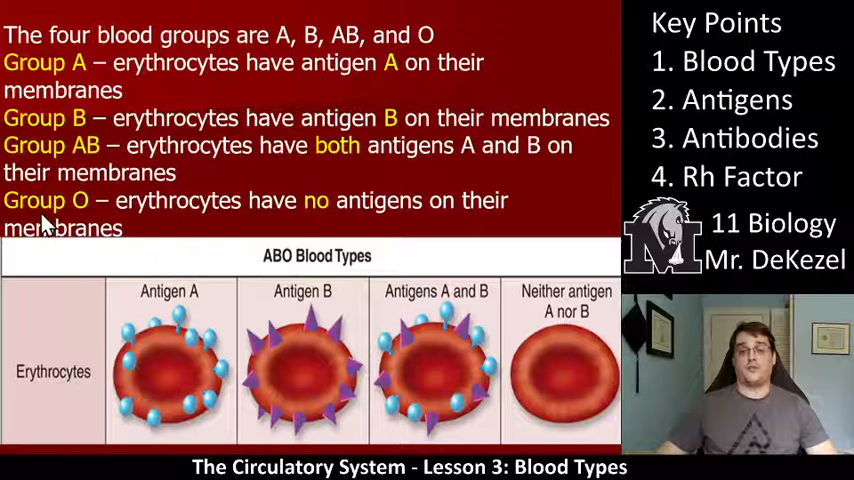 The four blood groups are A, B, AB, and O
Group A – erythrocytes have antigen A on their
membranes
Group B – erythrocytes have antigen B on their membranes
Group AB – erythrocytes have both antigens A and B on
their membranes
Group O – erythrocytes have no antigens on their
membranes
ABO Blood Types
Antigen A
Antigen B
Antigens A and B
Neither antigen
A nor B
Erythrocytes
Key Points
1. Blood Types
2. Antigens
3. Antibodies
4. Rh Factor
M
11 Biology
Mr. DeKezel
The Circulatory System - Lesson 3: Blood Types